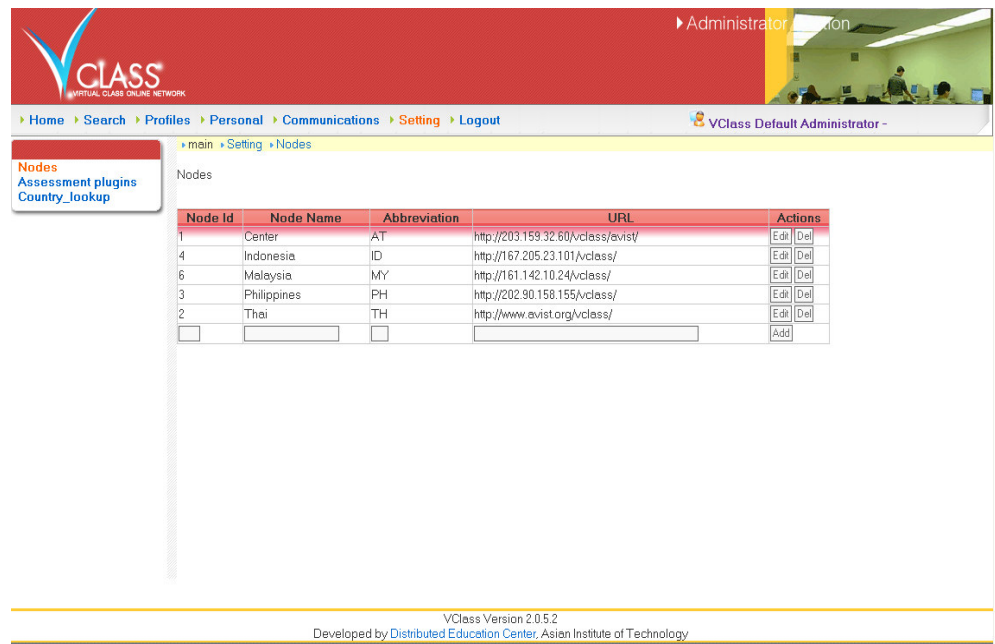 Administrator
VCLASS
VIRTUAL CLASS ONLINE NETWORK
Home Search Profiles Personal Communications Setting Logout
VClass Default Administrator -
main Setting Nodes
Nodes
Assessment plugins
Country_lookup
Nodes
Node Id Node Name Abbreviation URL Actions
1 Center AT http://203.159.32.60/vclass/avist/ Edit Del
4 Indonesia ID http://167.205.23.101/vclass/ Edit Del
6 Malaysia MY http://161.142.10.24/vclass/ Edit Del
3 Philippines PH http://202.90.158.155/vclass/ Edit Del
2 Thai TH http://www.avist.org/vclass/ Edit Del
Add
VClass Version 2.0.5.2
Developed by Distributed Education Center, Asian Institute of Technology